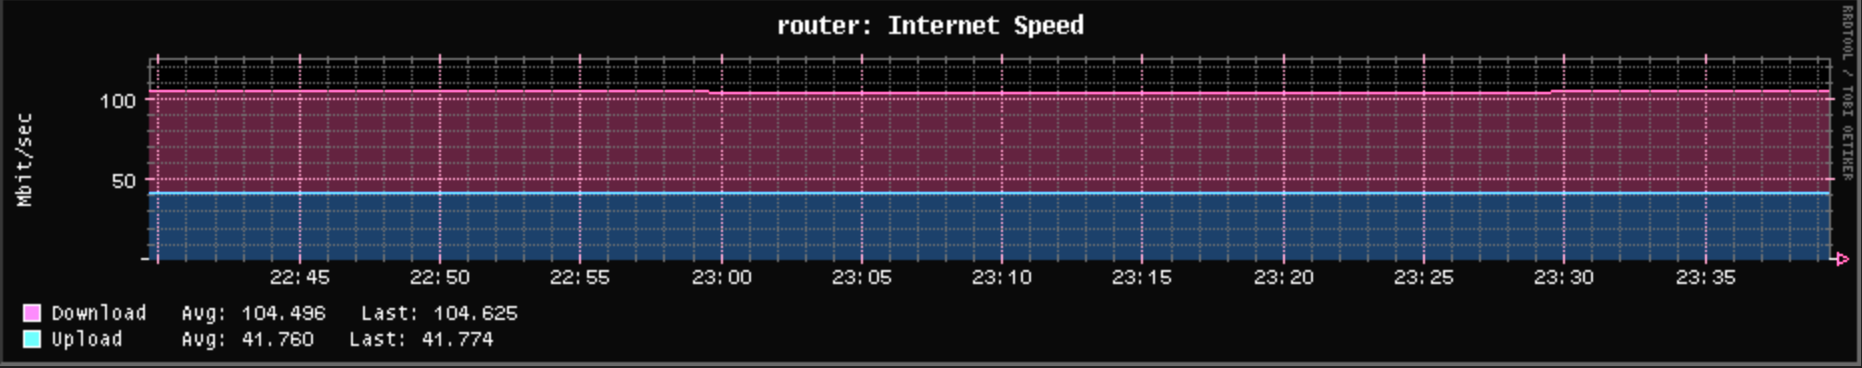 router: Internet Speed
RRDTOOL / TOBI OETIKER
Mbit/sec
100
50
22:45 22:50 22:55 23:00 23:05 23:10 23:15 23:20 23:25 23:30 23:35
Download Avg: 104.496 Last: 104.625
Upload Avg: 41.760 Last: 41.774